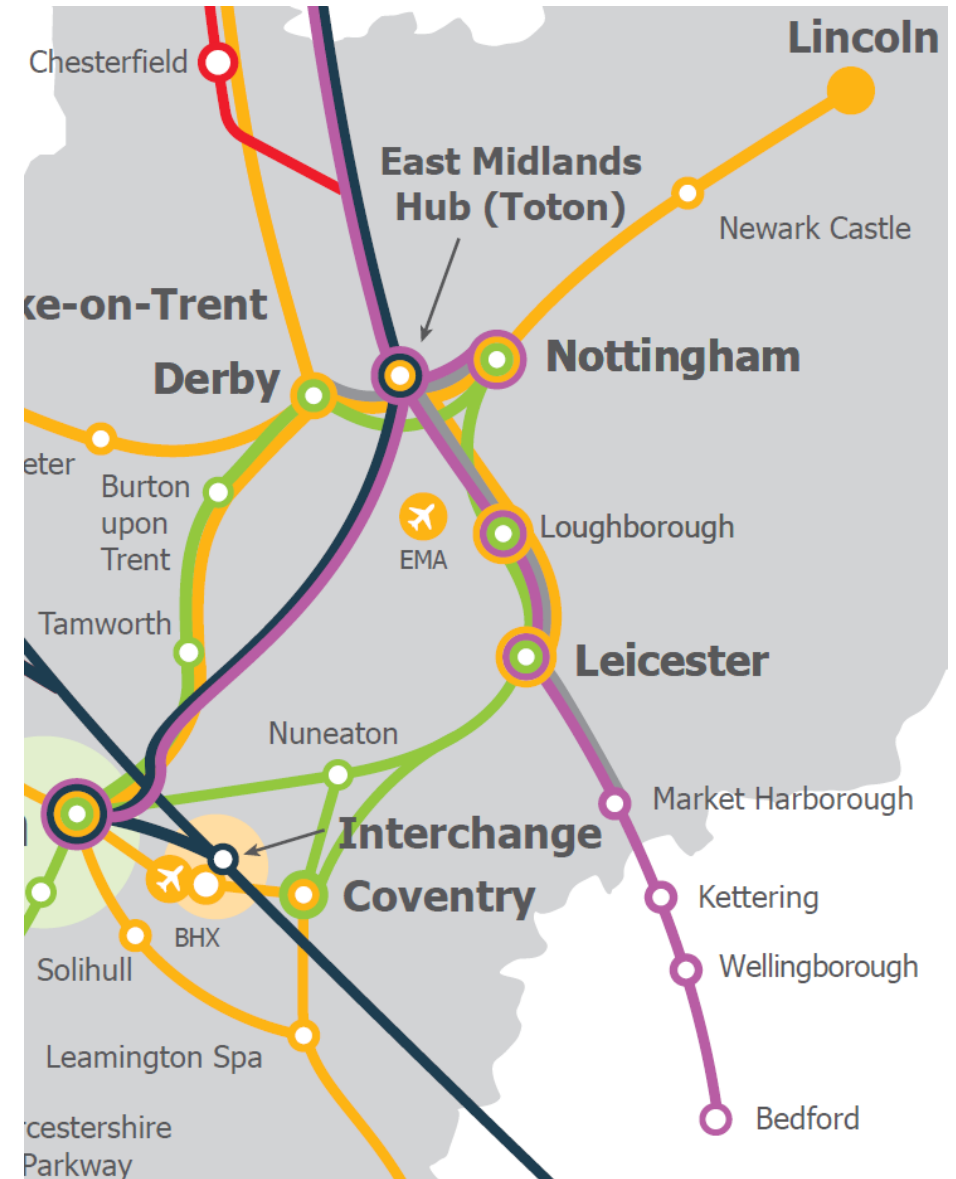 Lincoln
Chesterfield
East Midlands
Hub (Toton)
Newark Castle
ke-on-Trent
Nottingham
Derby
eter
Burton
upon
Trent
Loughborough
EMA
Tamworth
Leicester
Nuneaton
Market Harborough
Interchange
Coventry
Kettering
BHX
Solihull
Wellingborough
Leamington Spa
Bedford
rcestershire
Parkway